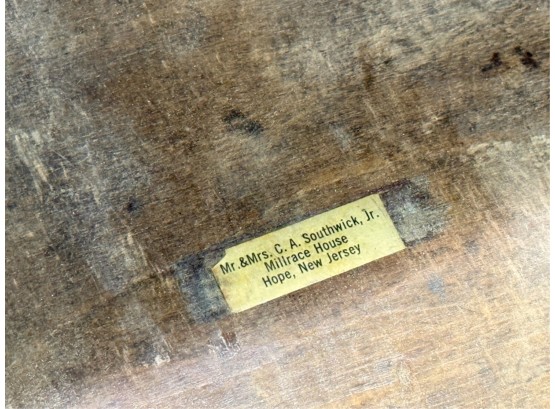 Mr.&Mrs. C. A. Southwick, Jr.
Millrace House
Hope, New Jersey